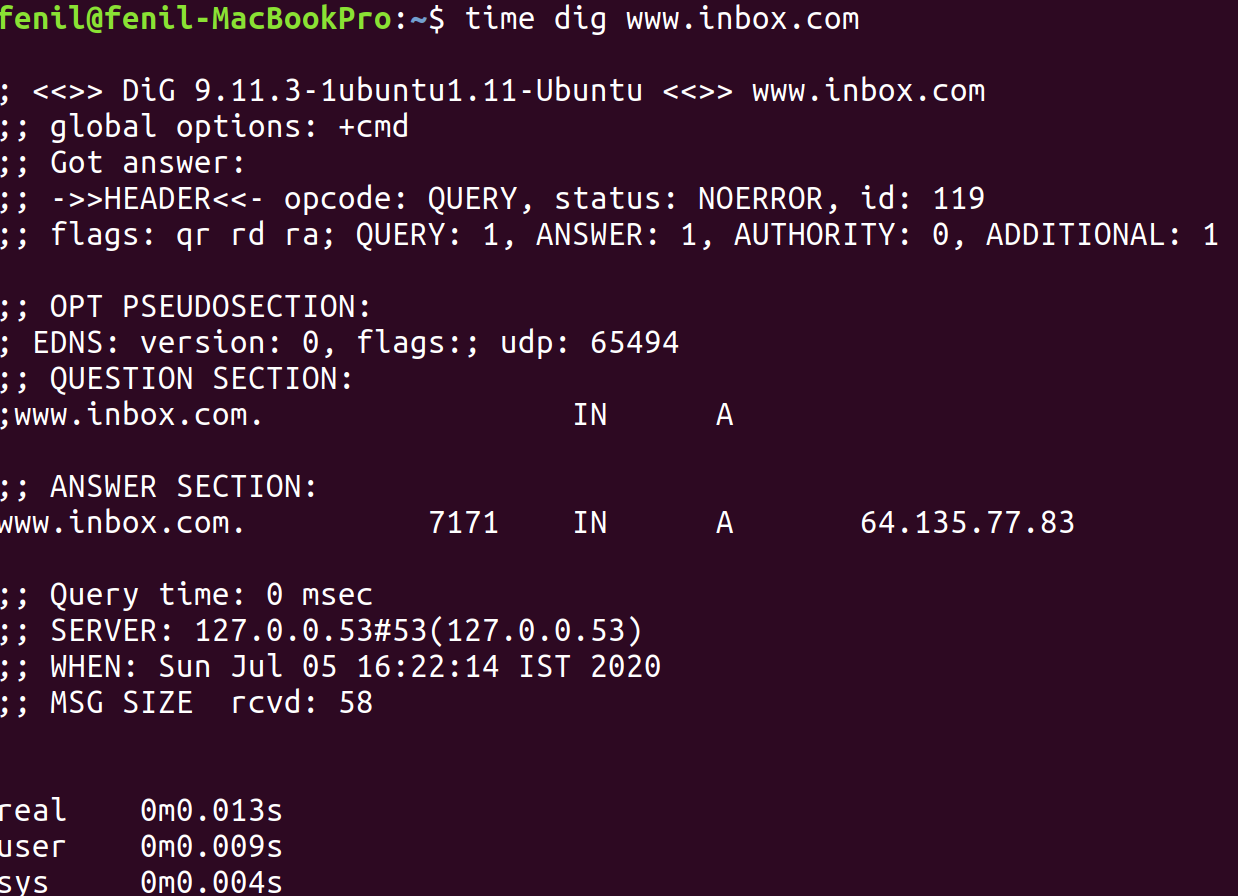 fenil@fenil-MacBookPro:~$ time dig www.inbox.com
; <<>> DiG 9.11.3-1ubuntu1.11-Ubuntu <<>> www.inbox.com
;; global options: +cmd
;; Got answer:
;; ->>HEADER<<- opcode: QUERY, status: NOERROR, id: 119
;; flags: qr rd ra; QUERY: 1, ANSWER: 1, AUTHORITY: 0, ADDITIONAL: 1
;; OPT PSEUDOSECTION:
; EDNS: version: 0, flags:; udp: 65494
;; QUESTION SECTION:
;www.inbox.com. IN A
;; ANSWER SECTION:
www.inbox.com. 7171 IN A 64.135.77.83
;; Query time: 0 msec
;; SERVER: 127.0.0.53#53(127.0.0.53)
;; WHEN: Sun Jul 05 16:22:14 IST 2020
;; MSG SIZE  rcvd: 58
real 0m0.013s
user 0m0.009s
sys 0m0.004s